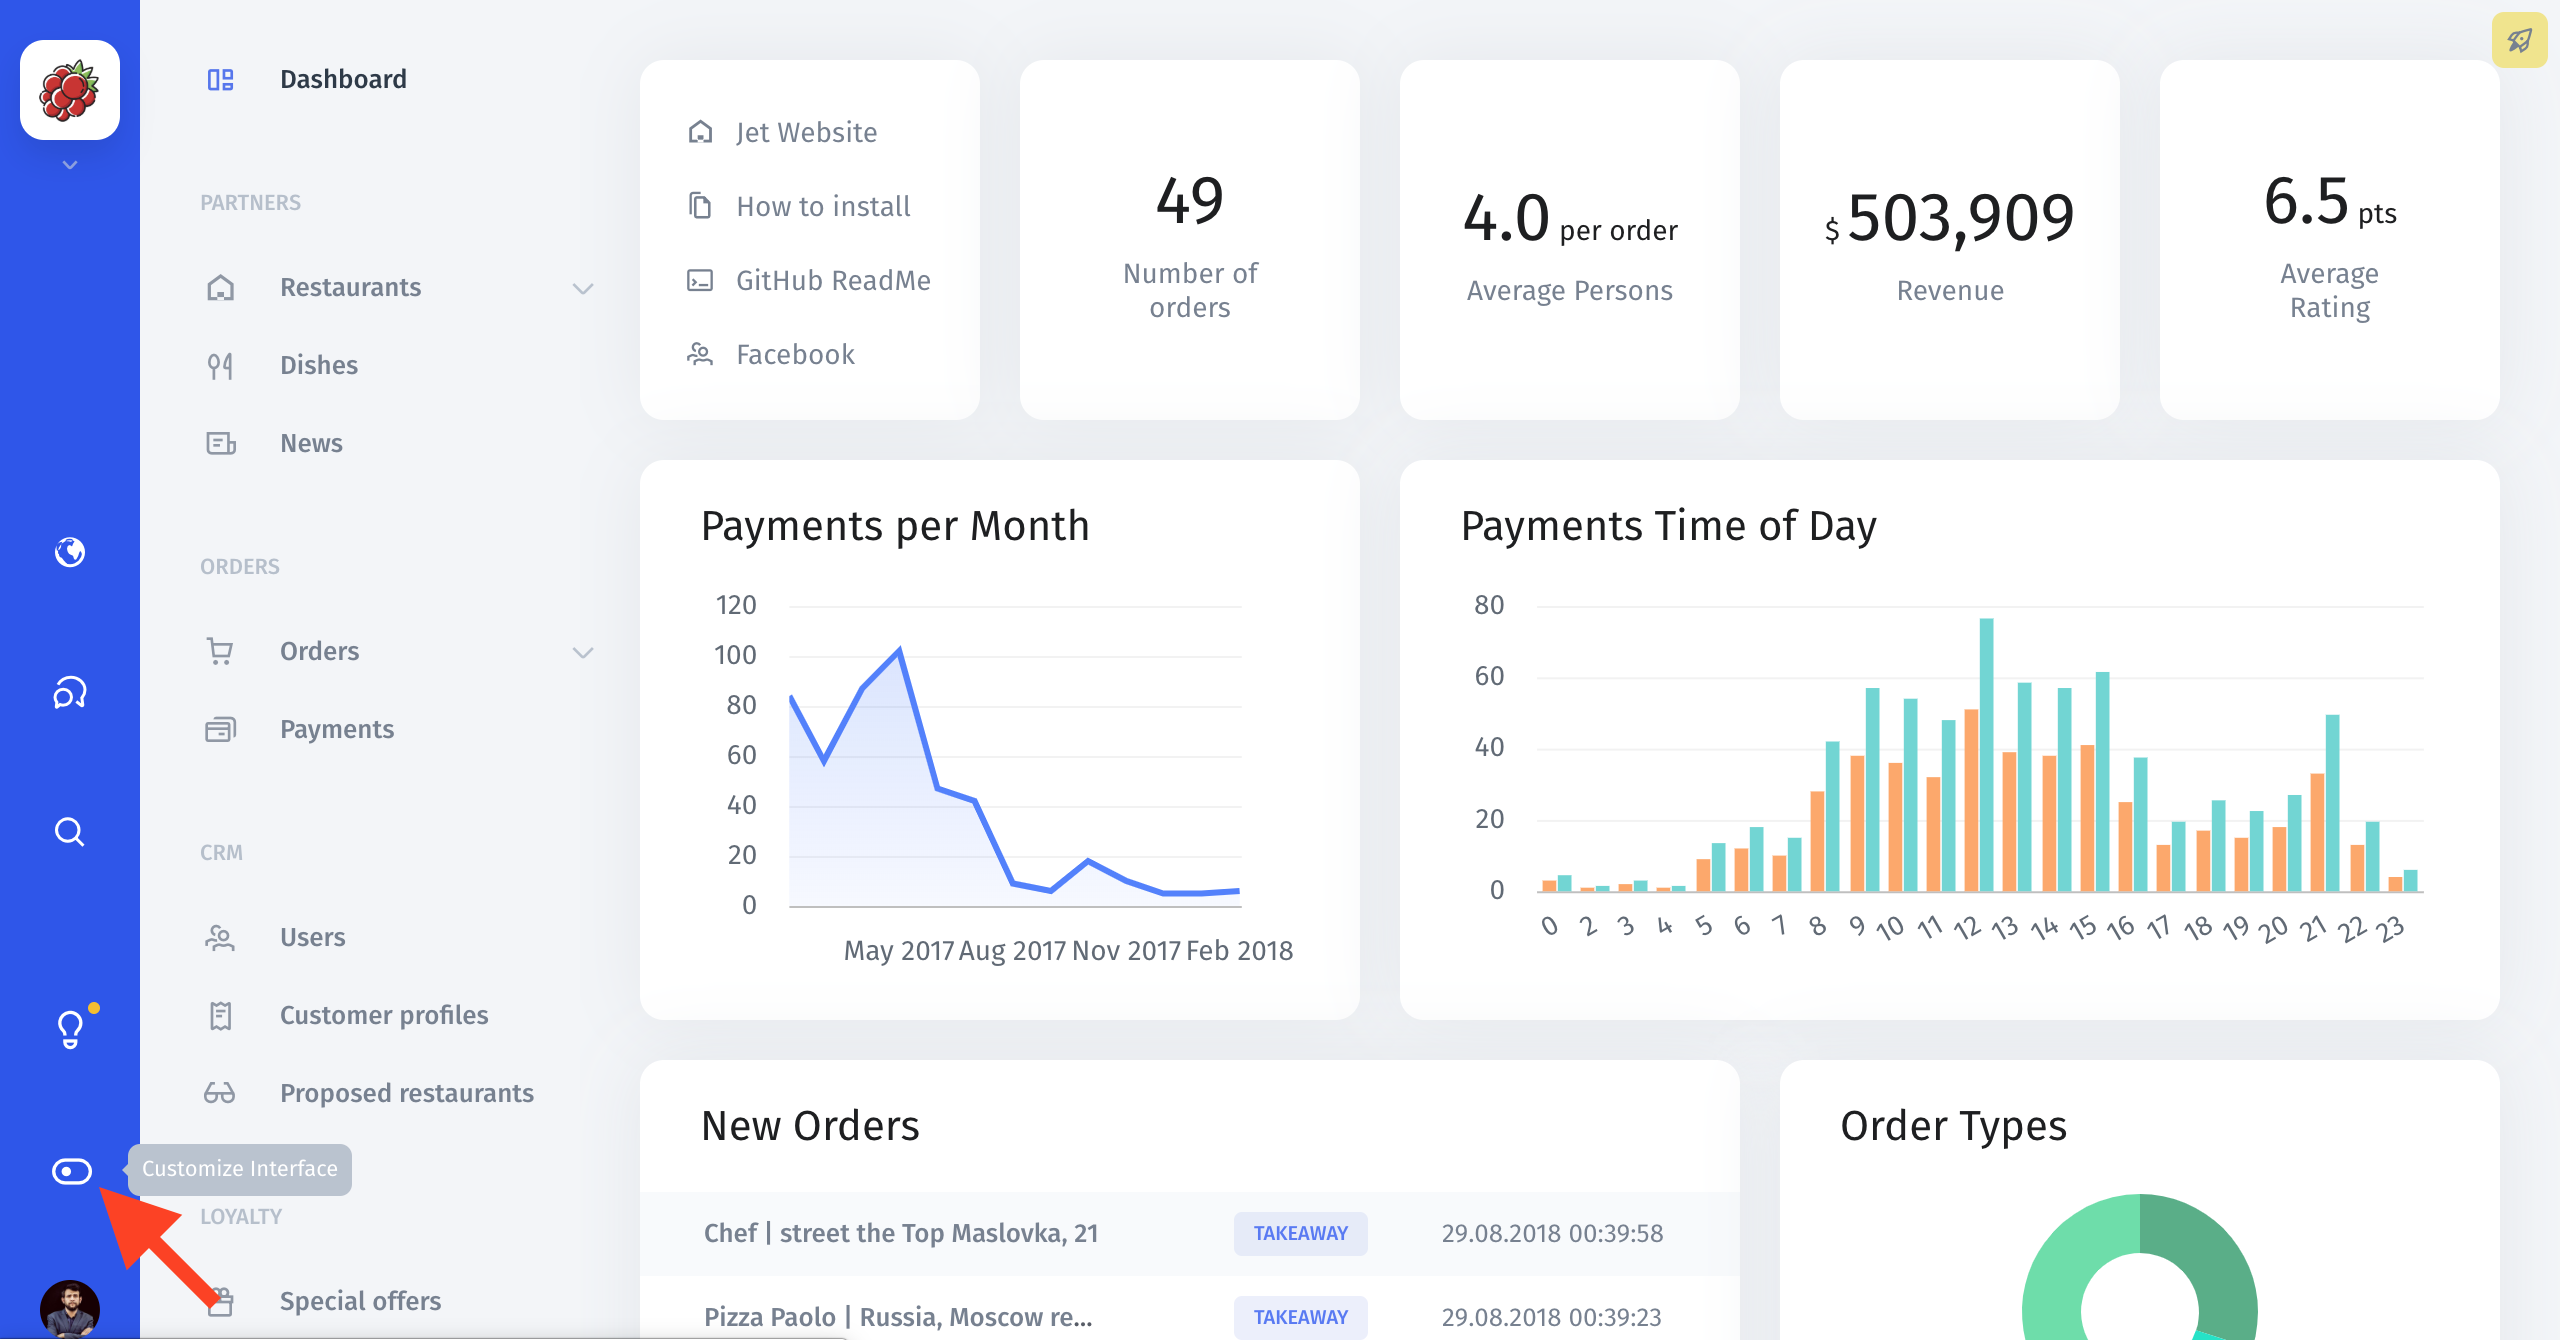 Dashboard
PARTNERS
Restaurants
Dishes
News
ORDERS
Orders
Payments
CRM
Users
Customer profiles
Proposed restaurants
Customize Interface
LOYALTY
Special offers
Jet Website
How to install
GitHub ReadMe
Facebook
49
Number of
orders
4.0 per order
Average Persons
$ 503,909
Revenue
6.5 pts
Average
Rating
Payments per Month
120
100
80
60
40
20
0
May 2017 Aug 2017 Nov 2017 Feb 2018
Payments Time of Day
80
60
40
20
0
0 2 3 4 5 6 7 8 9 10 11 12 13 14 15 16 17 18 19 20 21 22 23
New Orders
Chef | street the Top Maslovka, 21 TAKEAWAY 29.08.2018 00:39:58
Pizza Paolo | Russia, Moscow re... TAKEAWAY 29.08.2018 00:39:23
Order Types